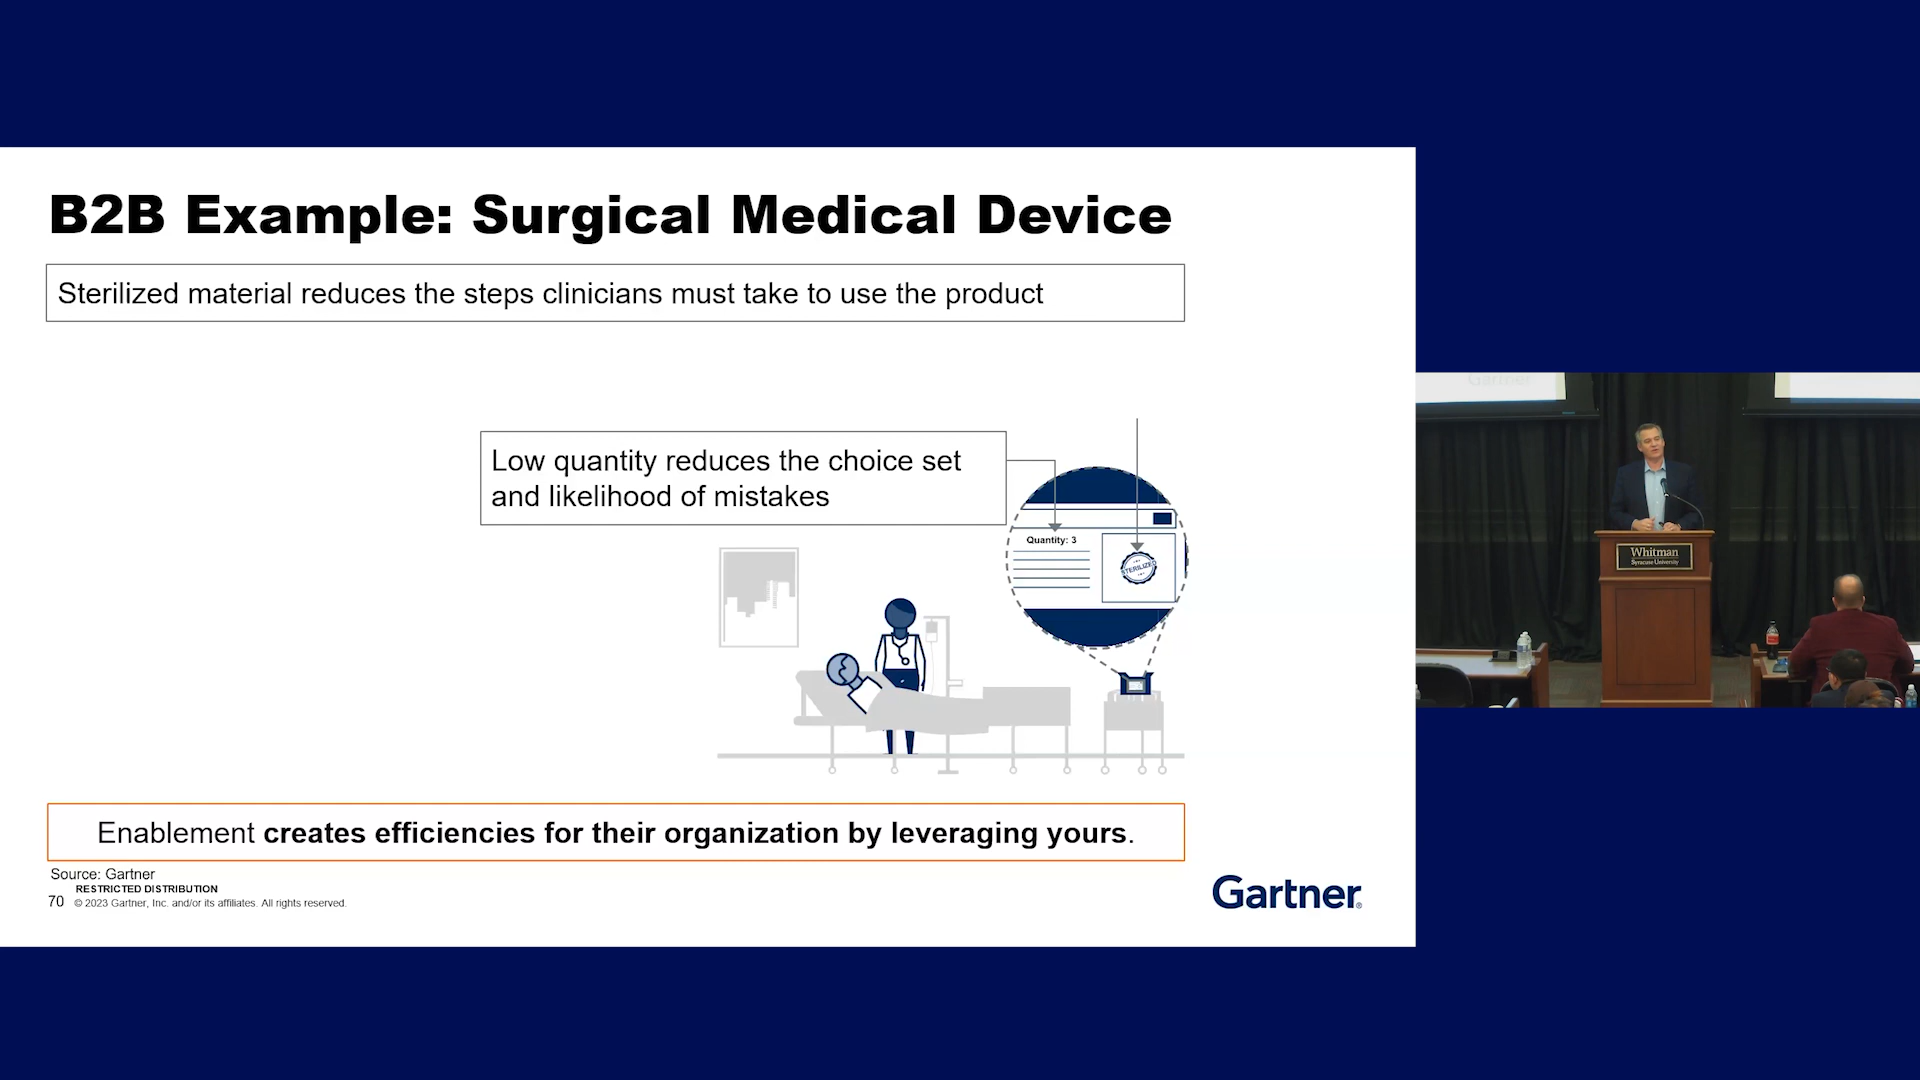 B2B Example: Surgical Medical Device
Sterilized material reduces the steps clinicians must take to use the product
Low quantity reduces the choice set
and likelihood of mistakes
Quantity: 3
STERILIZED
Enablement creates efficiencies for their organization by leveraging yours.
Source: Gartner
RESTRICTED DISTRIBUTION
70 © 2023 Gartner, Inc. and/or its affiliates. All rights reserved.
Gartner®
Gartner
Whitman
Syracuse University